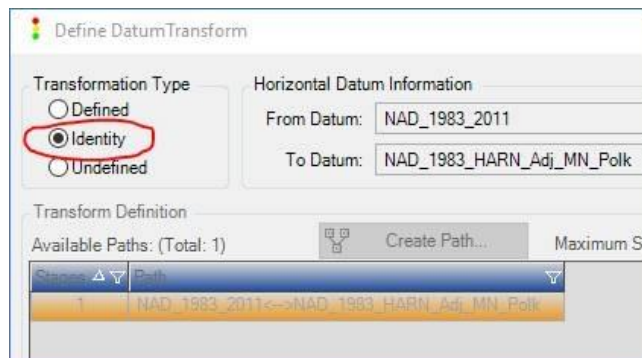 Define DatumTransform
Transformation Type
Defined
Identity
Undefined
Horizontal Datum Information
From Datum: NAD_1983_2011
To Datum: NAD_1983_HARN_Adj_MN_Polk
Transform Definition
Available Paths: (Total: 1)
Create Path...
Maximum S
Stages Path
1 NAD_1983_2011<-->NAD_1983_HARN_Adj_MN_Polk